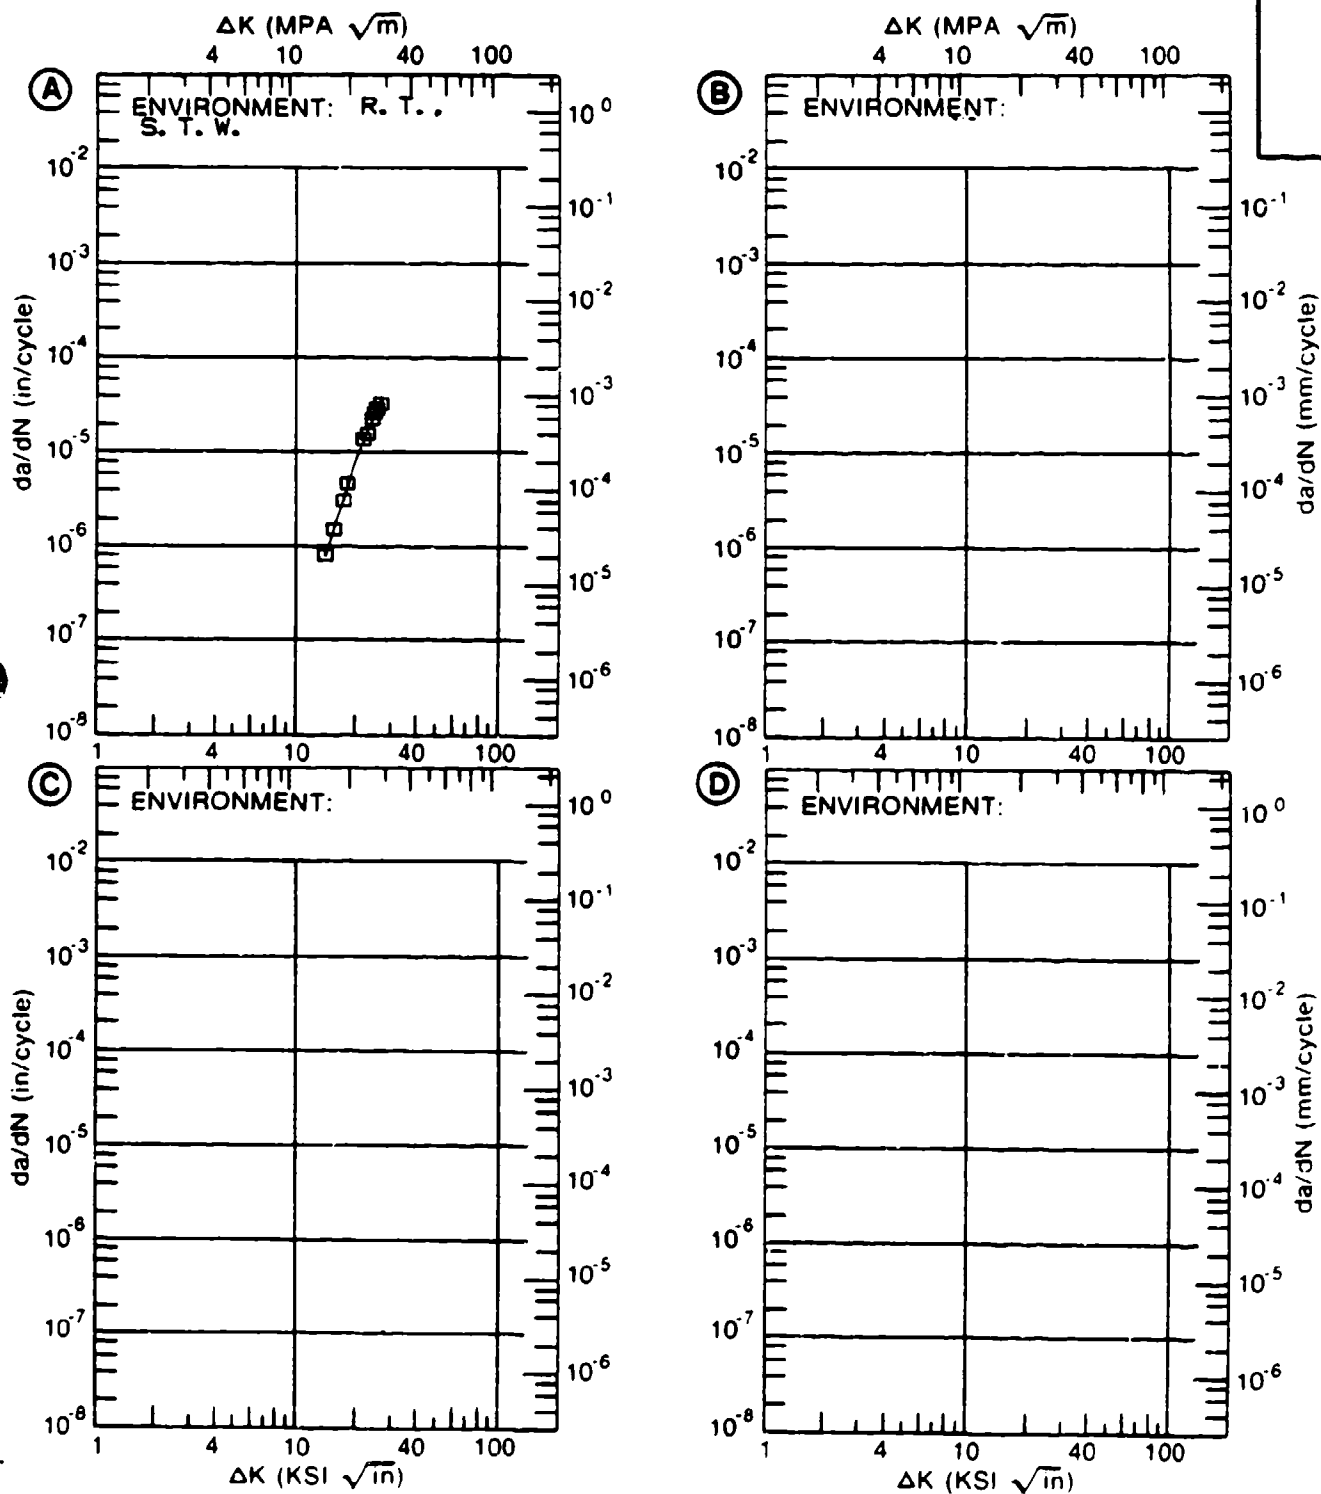 ΔK (MPA √m) ΔK (MPA √m)
4 10 40 100 4 10 40 100
A B
ENVIRONMENT: R. T. , ENVIRONMENT:
S. T. W.
10⁰
10⁻² 10⁻²
10⁻¹ 10⁻¹
10⁻³ 10⁻³
10⁻² 10⁻²
10⁻⁴ 10⁻⁴
10⁻³ 10⁻³
10⁻⁵ 10⁻⁵
10⁻⁴ 10⁻⁴
10⁻⁶ 10⁻⁶
10⁻⁵ 10⁻⁵
10⁻⁷ 10⁻⁷
10⁻⁶ 10⁻⁶
10⁻⁸ 10⁻⁸
da/dN (in/cycle) da/dN (mm/cycle)
1 4 10 40 100 1 4 10 40 100
C D
ENVIRONMENT: ENVIRONMENT:
10⁰ 10⁰
10⁻² 10⁻²
10⁻¹ 10⁻¹
10⁻³ 10⁻³
10⁻² 10⁻²
10⁻⁴ 10⁻⁴
10⁻³ 10⁻³
10⁻⁵ 10⁻⁵
10⁻⁴ 10⁻⁴
10⁻⁶ 10⁻⁶
10⁻⁵ 10⁻⁵
10⁻⁷ 10⁻⁷
10⁻⁶ 10⁻⁶
10⁻⁸ 10⁻⁸
da/dN (in/cycle) da/dN (mm/cycle)
1 4 10 40 100 1 4 10 40 100
ΔK (KSI √in) ΔK (KSI √in)